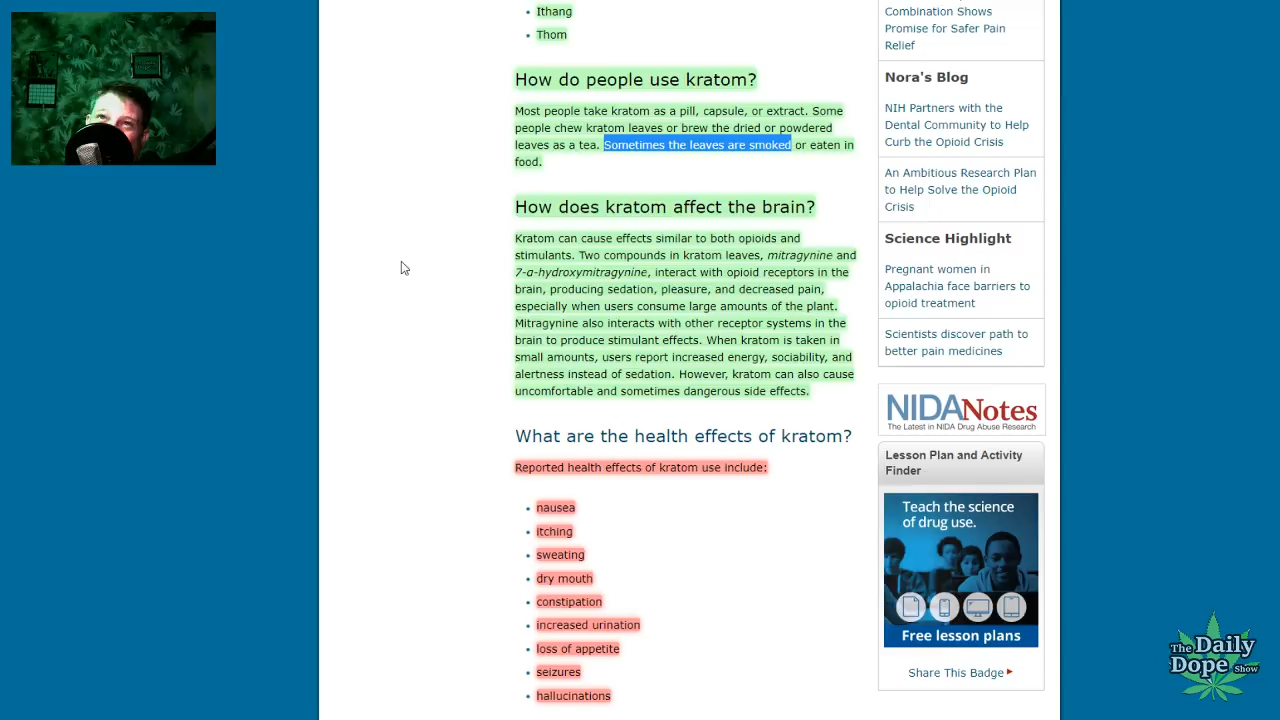 Ithang
Thom
How do people use kratom?
Most people take kratom as a pill, capsule, or extract. Some
people chew kratom leaves or brew the dried or powdered
leaves as a tea. Sometimes the leaves are smoked or eaten in
food.
How does kratom affect the brain?
Kratom can cause effects similar to both opioids and
stimulants. Two compounds in kratom leaves, mitragynine and
7-α-hydroxymitragynine, interact with opioid receptors in the
brain, producing sedation, pleasure, and decreased pain,
especially when users consume large amounts of the plant.
Mitragynine also interacts with other receptor systems in the
brain to produce stimulant effects. When kratom is taken in
small amounts, users report increased energy, sociability, and
alertness instead of sedation. However, kratom can also cause
uncomfortable and sometimes dangerous side effects.
What are the health effects of kratom?
Reported health effects of kratom use include:
nausea
itching
sweating
dry mouth
constipation
increased urination
loss of appetite
seizures
hallucinations
Combination Shows
Promise for Safer Pain
Relief
Nora's Blog
NIH Partners with the
Dental Community to Help
Curb the Opioid Crisis
An Ambitious Research Plan
to Help Solve the Opioid
Crisis
Science Highlight
Pregnant women in
Appalachia face barriers to
opioid treatment
Scientists discover path to
better pain medicines
NIDANotes
The Latest in NIDA Drug Abuse Research
Lesson Plan and Activity
Finder
Teach the science
of drug use.
Free lesson plans
Share This Badge
The Daily
Dope Show